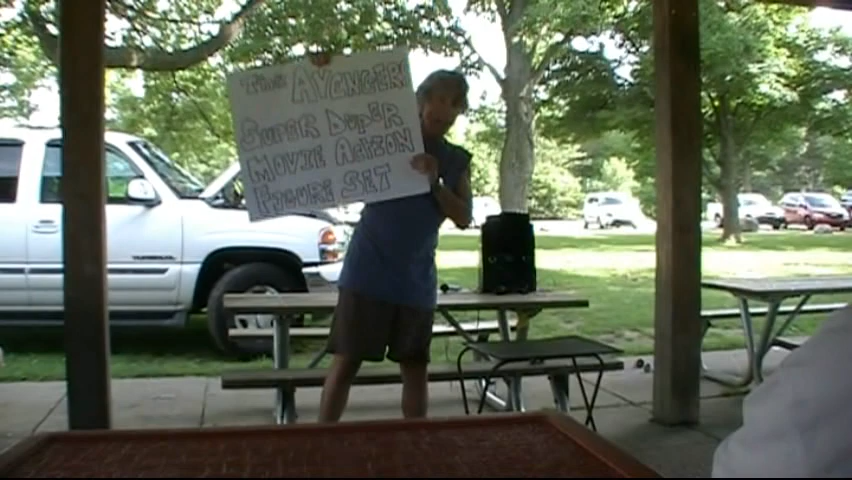 THE AVENGER
SUPER DUPER
MOVIE ACTION
FIGURE SET